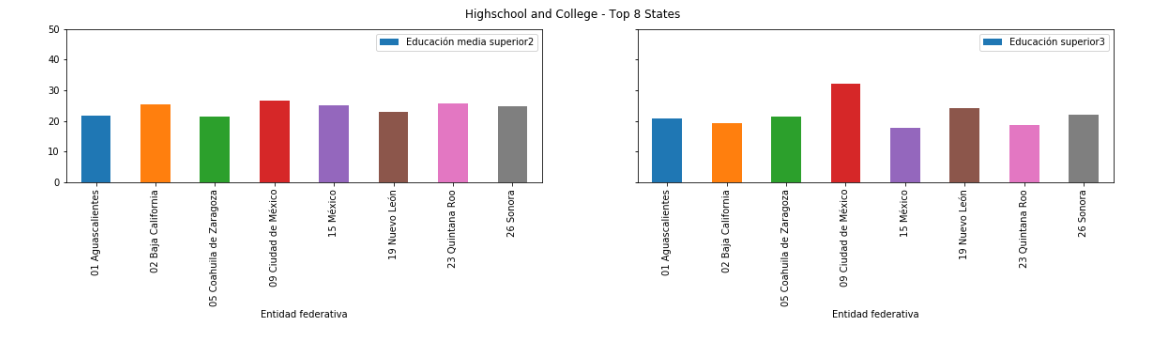 Highschool and College - Top 8 States
50
40
30
20
10
0
Educación media superior2
01 Aguascalientes
02 Baja California
05 Coahuila de Zaragoza
09 Ciudad de México
15 México
19 Nuevo León
23 Quintana Roo
26 Sonora
Entidad federativa
Educación superior3
01 Aguascalientes
02 Baja California
05 Coahuila de Zaragoza
09 Ciudad de México
15 México
19 Nuevo León
23 Quintana Roo
26 Sonora
Entidad federativa